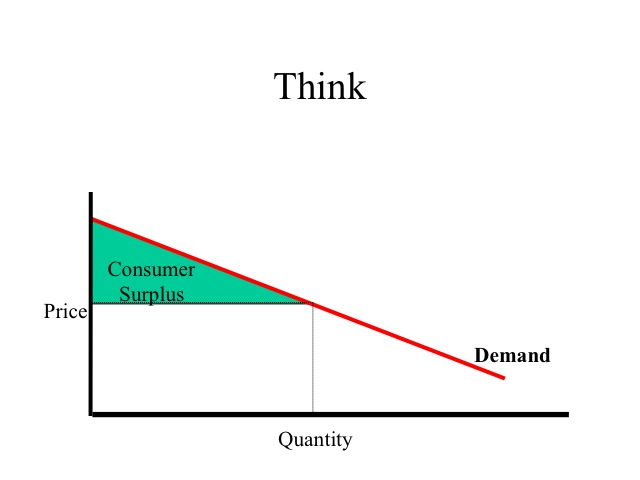 Think
Consumer
Surplus
Price
Demand
Quantity